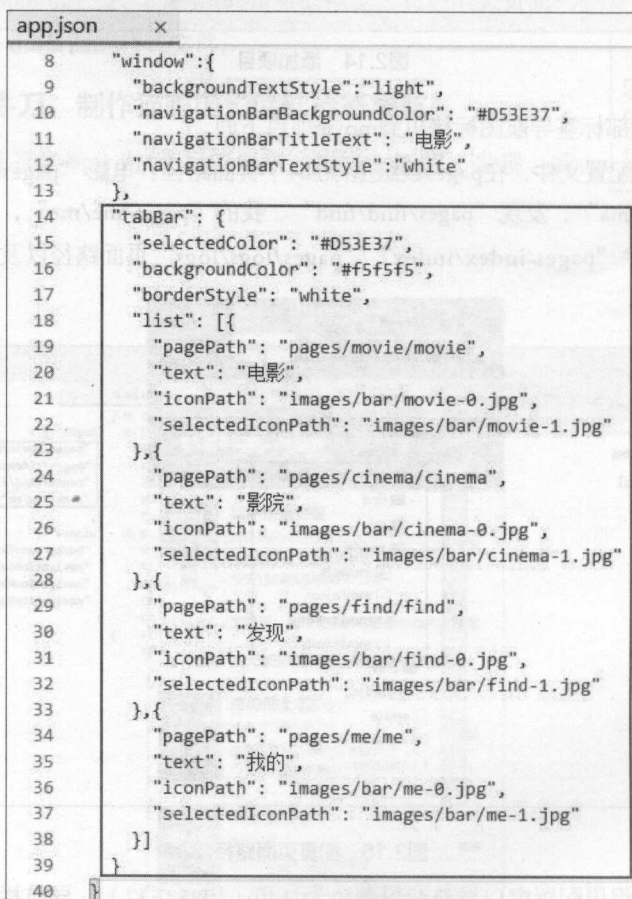 app.json ×
8 "window":{
9 "backgroundTextStyle":"light",
10 "navigationBarBackgroundColor": "#D53E37",
11 "navigationBarTitleText": "电影",
12 "navigationBarTextStyle":"white"
13 },
14 "tabBar": {
15 "selectedColor": "#D53E37",
16 "backgroundColor": "#f5f5f5",
17 "borderStyle": "white",
18 "list": [{
19 "pagePath": "pages/movie/movie",
20 "text": "电影",
21 "iconPath": "images/bar/movie-0.jpg",
22 "selectedIconPath": "images/bar/movie-1.jpg"
23 },{
24 "pagePath": "pages/cinema/cinema",
25 "text": "影院",
26 "iconPath": "images/bar/cinema-0.jpg",
27 "selectedIconPath": "images/bar/cinema-1.jpg"
28 },{
29 "pagePath": "pages/find/find",
30 "text": "发现",
31 "iconPath": "images/bar/find-0.jpg",
32 "selectedIconPath": "images/bar/find-1.jpg"
33 },{
34 "pagePath": "pages/me/me",
35 "text": "我的",
36 "iconPath": "images/bar/me-0.jpg",
37 "selectedIconPath": "images/bar/me-1.jpg"
38 }]
39 }
40 }